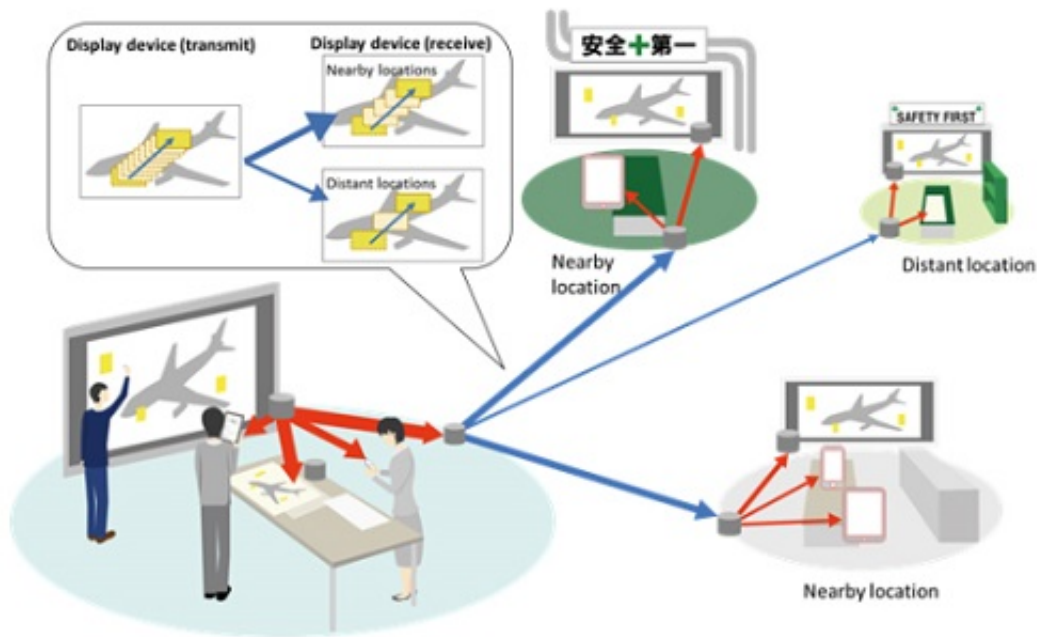 Display device (transmit)
Display device (receive)
Nearby locations
Distant locations
安全+第一
SAFETY FIRST
Nearby
location
Distant location
Nearby location